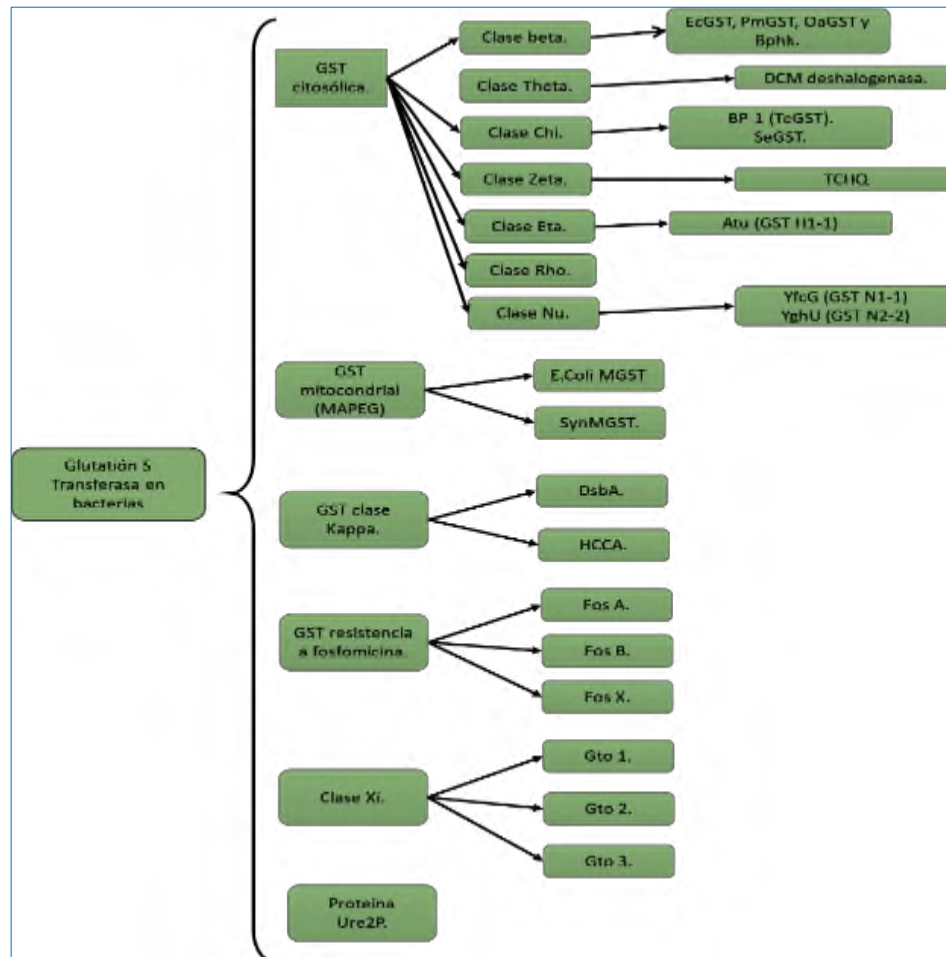 Glutatión S
Transferasa en
bacterias
GST
citosólica.
Clase beta.
EcGST, PmGST, OaGST y
Bphk.
Clase Theta.
DCM deshalogenasa.
Clase Chi.
BP-1 (TeGST).
SeGST.
Clase Zeta.
TCHQ
Clase Eta.
Atu (GST H1-1)
Clase Rho.
Clase Nu.
YfcG (GST N1-1)
YghU (GST N2-2)
GST
mitocondrial
(MAPEG)
E.Coli MGST
SynMGST.
GST clase
Kappa.
DsbA.
HCCA.
GST resistencia
a fosfomicina.
Fos A.
Fos B.
Fos X.
Clase Xi.
Gto 1.
Gto 2.
Gto 3.
Proteina
Ure2P.